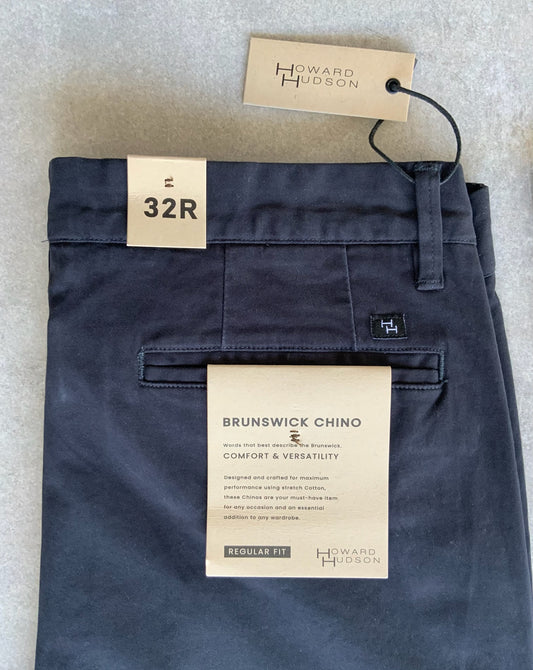 HOWARD
HUDSON
32R
HH
BRUNSWICK CHINO
Words that best describe the Brunswick.
COMFORT & VERSATILITY
Designed and crafted for maximum
performance using stretch Cotton,
these Chinos are your must-have item
for any occasion and an essential
addition to any wardrobe.
REGULAR FIT
HOWARD
HUDSON